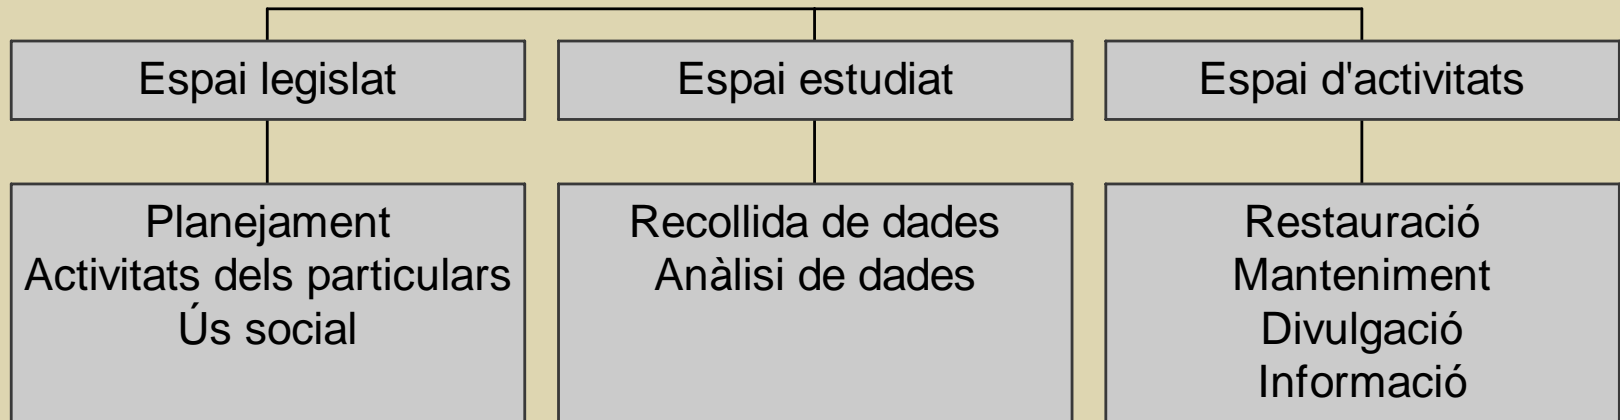 Espai legislat
Espai estudiat
Espai d'activitats
Planejament
Activitats dels particulars
Ús social
Recollida de dades
Anàlisi de dades
Restauració
Manteniment
Divulgació
Informació